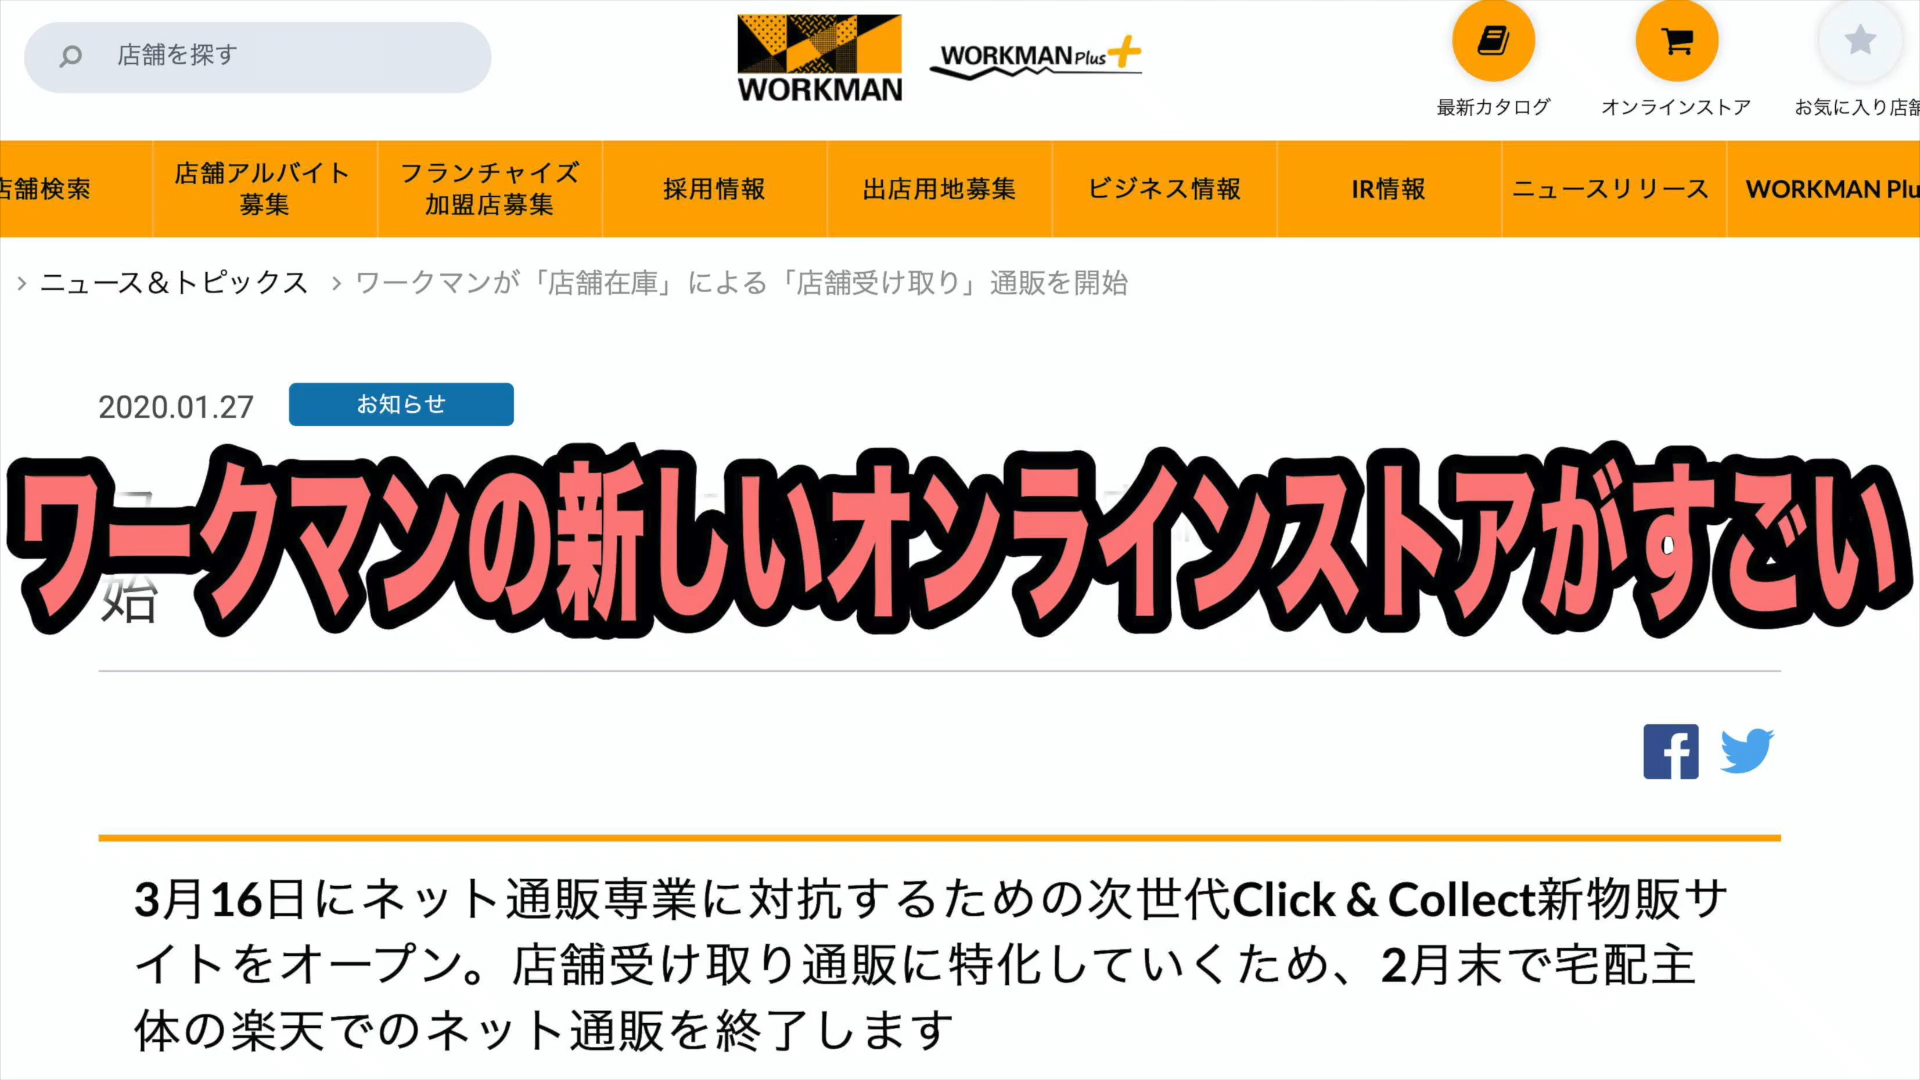 店舗を探す
WORKMAN
WORKMAN Plus
最新カタログ
オンラインストア
お気に入り店舗
店舗検索
店舗アルバイト
募集
フランチャイズ
加盟店募集
採用情報
出店用地募集
ビジネス情報
IR情報
ニュースリリース
WORKMAN Plu
› ニュース&トピックス › ワークマンが「店舗在庫」による「店舗受け取り」通販を開始
2020.01.27 お知らせ
ワークマンの新しいオンラインストアがすごい
始
3月16日にネット通販専業に対抗するための次世代Click & Collect新物販サ
イトをオープン。店舗受け取り通販に特化していくため、2月末で宅配主
体の楽天でのネット通販を終了します